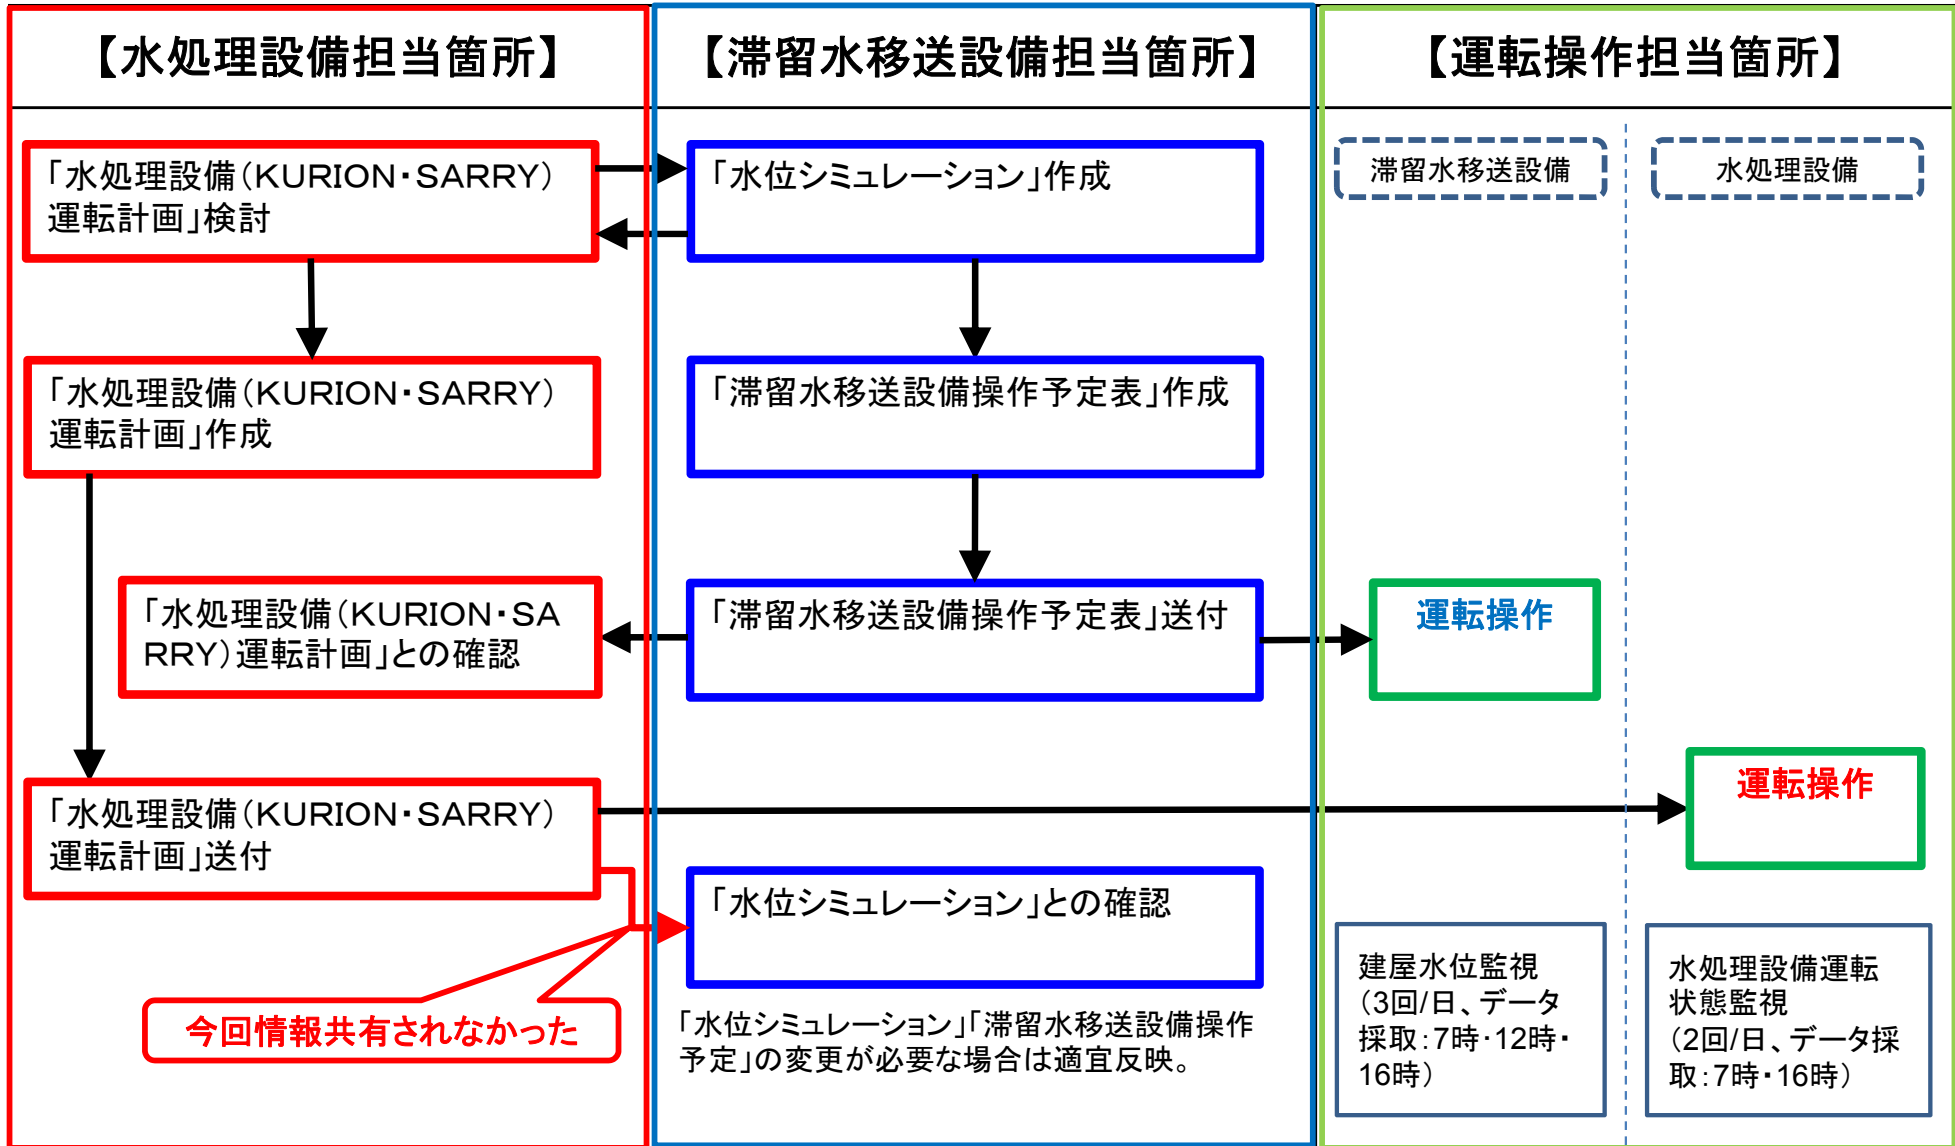 【水処理設備担当箇所】
【滞留水移送設備担当箇所】
【運転操作担当箇所】
「水処理設備(KURION・SARRY)
運転計画」検討
「水位シミュレーション」作成
滞留水移送設備
水処理設備
「水処理設備(KURION・SARRY)
運転計画」作成
「滞留水移送設備操作予定表」作成
「水処理設備(KURION・SA
RRY)運転計画」との確認
「滞留水移送設備操作予定表」送付
運転操作
「水処理設備(KURION・SARRY)
運転計画」送付
運転操作
「水位シミュレーション」との確認
今回情報共有されなかった
「水位シミュレーション」「滞留水移送設備操作
予定」の変更が必要な場合は適宜反映。
建屋水位監視
(3回/日、データ
採取:7時・12時・
16時)
水処理設備運転
状態監視
(2回/日、データ採
取:7時・16時)